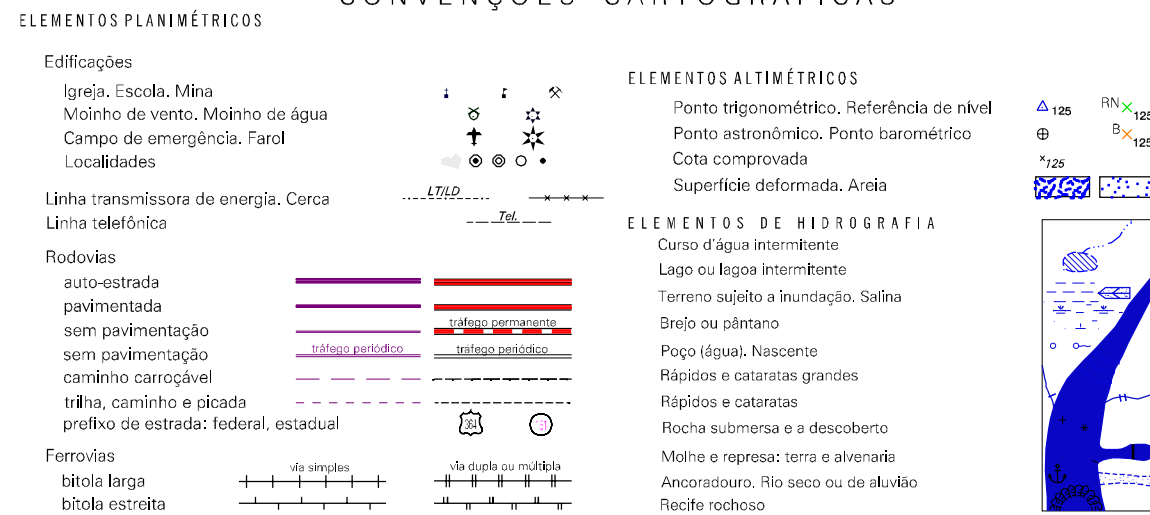 CONVENÇÕES CARTOGRÁFICAS
ELEMENTOS PLANIMÉTRICOS
Edificações
Igreja. Escola. Mina
Moinho de vento. Moinho de água
Campo de emergência. Farol
Localidades
Linha transmissora de energia. Cerca LT/LD
Linha telefônica Tel.
Rodovias
auto-estrada
pavimentada
sem pavimentação tráfego permanente
sem pavimentação tráfego periódico tráfego periódico
caminho carroçável
trilha, caminho e picada
prefixo de estrada: federal, estadual 364
Ferrovias
via simples via dupla ou múltipla
bitola larga
bitola estreita
ELEMENTOS ALTIMÉTRICOS
Ponto trigonométrico. Referência de nível 125 RN 125
Ponto astronômico. Ponto barométrico B 125
Cota comprovada 125
Superfície deformada. Areia
ELEMENTOS DE HIDROGRAFIA
Curso d'água intermitente
Lago ou lagoa intermitente
Terreno sujeito a inundação. Salina
Brejo ou pântano
Poço (água). Nascente
Rápidos e cataratas grandes
Rápidos e cataratas
Rocha submersa e a descoberto
Molhe e represa: terra e alvenaria
Ancoradouro. Rio seco ou de aluvião
Recife rochoso